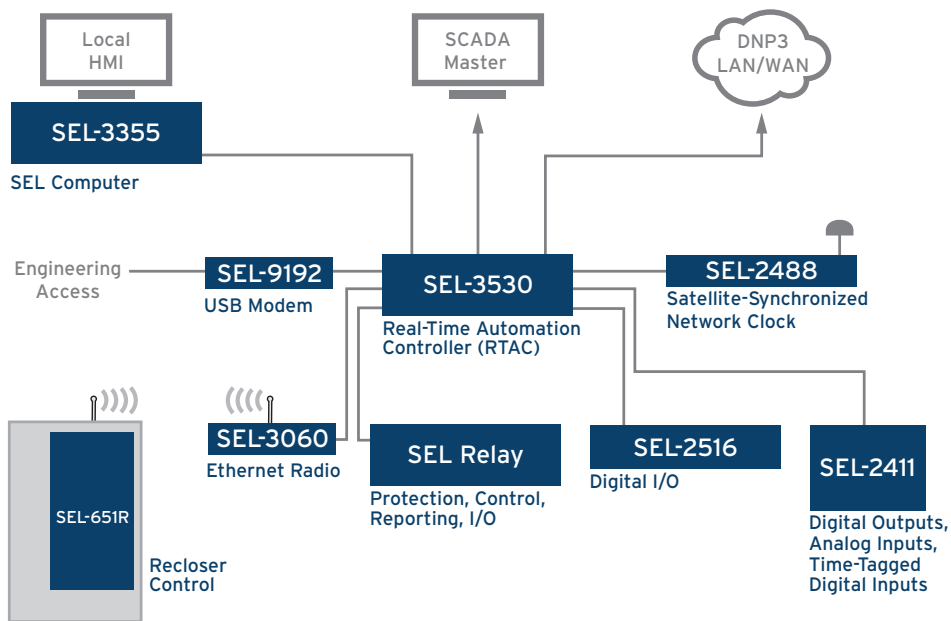 Local
HMI
SCADA
Master
DNP3
LAN/WAN
SEL-3355
SEL Computer
Engineering
Access
SEL-9192
USB Modem
SEL-3530
Real-Time Automation
Controller (RTAC)
SEL-2488
Satellite-Synchronized
Network Clock
SEL-651R
Recloser
Control
SEL-3060
Ethernet Radio
SEL Relay
Protection, Control,
Reporting, I/O
SEL-2516
Digital I/O
SEL-2411
Digital Outputs,
Analog Inputs,
Time-Tagged
Digital Inputs